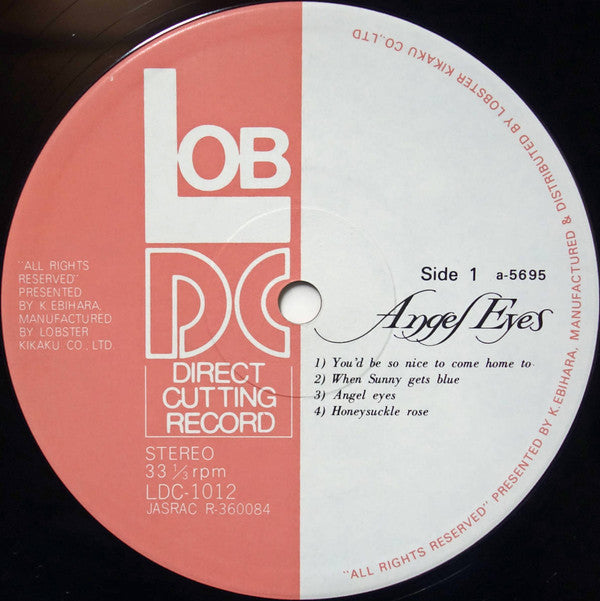 LOB
DC
DIRECT
CUTTING
RECORD
STEREO
33 1/3 rpm
LDC-1012
JASRAC R-360084
"ALL RIGHTS
RESERVED"
PRESENTED
BY K.EBIHARA,
MANUFACTURED
BY LOBSTER
KIKAKU CO., LTD.
Side 1 a-5695
Angel Eyes
1) You'd be so nice to come home to
2) When Sunny gets blue
3) Angel eyes
4) Honeysuckle rose
"ALL RIGHTS RESERVED" PRESENTED BY K.EBIHARA, MANUFACTURED & DISTRIBUTED BY LOBSTER KIKAKU CO.,LTD